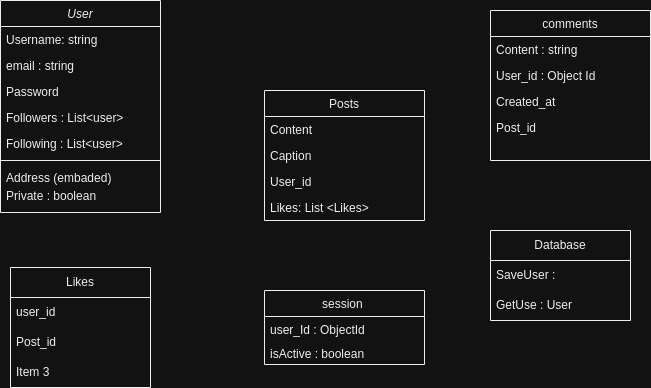 User
Username: string
email : string
Password
Followers : List<user>
Following : List<user>
Address (embaded)
Private : boolean
Posts
Content
Caption
User_id
Likes: List <Likes>
comments
Content : string
User_id : Object Id
Created_at
Post_id
Likes
user_id
Post_id
Item 3
session
user_Id : ObjectId
isActive : boolean
Database
SaveUser :
GetUse : User